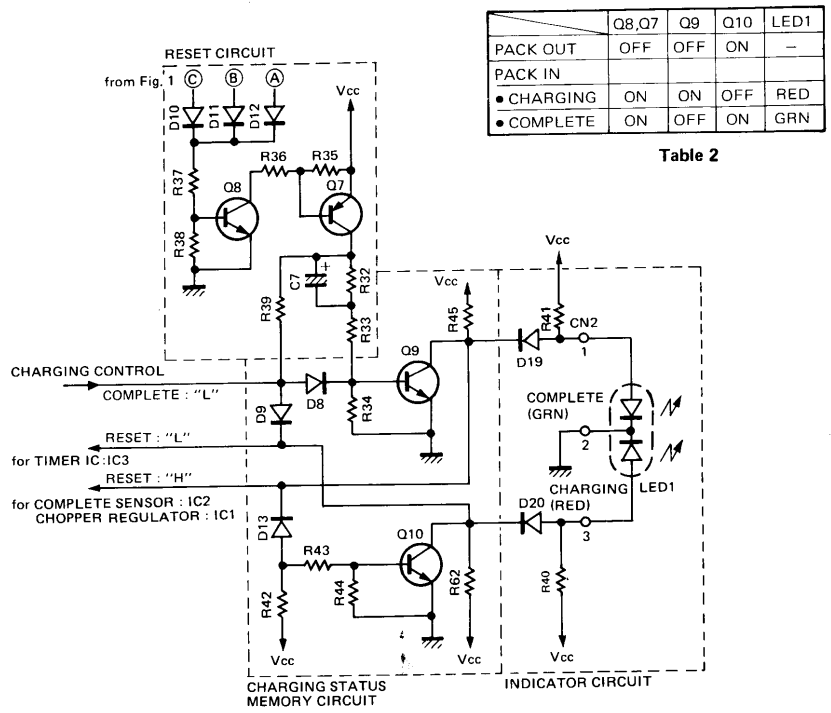 Q8,Q7 Q9 Q10 LED1
PACK OUT OFF OFF ON –
PACK IN
• CHARGING ON ON OFF RED
• COMPLETE ON OFF ON GRN
Table 2
RESET CIRCUIT
from Fig. 1 C B A
Vcc
D10 D11 D12
R36 R35
R37 Q8 Q7
R38
Vcc
C7 + R32
Vcc
R39 R45 R41 CN2
R33
Q9 1
D19
CHARGING CONTROL
COMPLETE : "L"
D8
COMPLETE
(GRN)
D9 R34
RESET : "L"
2
for TIMER IC:IC3
RESET : "H"
CHARGING
(RED)
LED1
for COMPLETE SENSOR : IC2
CHOPPER REGULATOR : IC1
D20
D13 Q10
3
R43
R42 R44 R62 R40
Vcc Vcc Vcc
CHARGING STATUS
MEMORY CIRCUIT
INDICATOR CIRCUIT